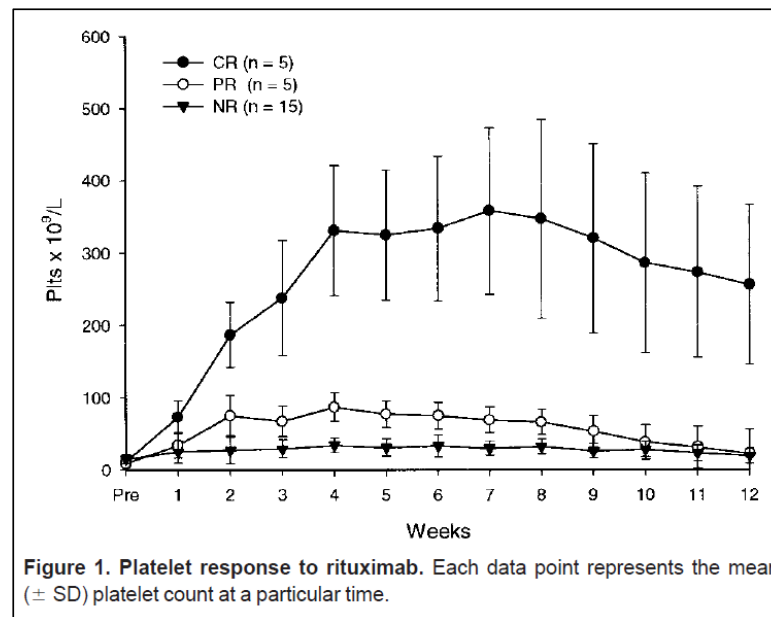 600
500
400
300
200
100
0
Plts x 10⁹/L
CR (n = 5)
PR (n = 5)
NR (n = 15)
Pre 1 2 3 4 5 6 7 8 9 10 11 12
Weeks
Figure 1. Platelet response to rituximab. Each data point represents the mean
(± SD) platelet count at a particular time.